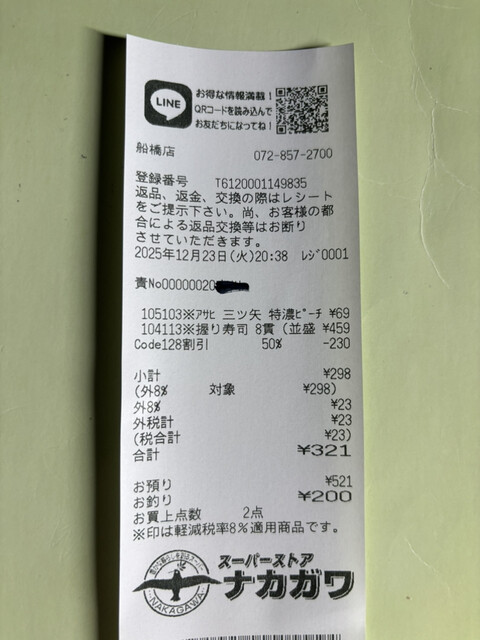 LINE
お得な情報満載!
QRコードを読み込んで
お友だちになってね!
船橋店 072-857-2700
登録番号 T6120001149835
返品、返金、交換の際はレシート
をご提示下さい。尚、お客様の都
合による返品交換等はお断り
させていただきます。
2025年12月23日(火)20:38 レジ0001
責No00000020
105103※アサヒ 三ツ矢 特濃ピーチ ¥69
104113※握り寿司 8貫(並盛 ¥459
Code128割引 50% -230
小計 ¥298
(外8% 対象 ¥298)
外8% ¥23
外税計 ¥23
(税合計 ¥23)
合計 ¥321
お預り ¥521
お釣り ¥200
お買上点数 2点
※印は軽減税率8%適用商品です。
NAKAGAWA
スーパーストア
ナカガワ